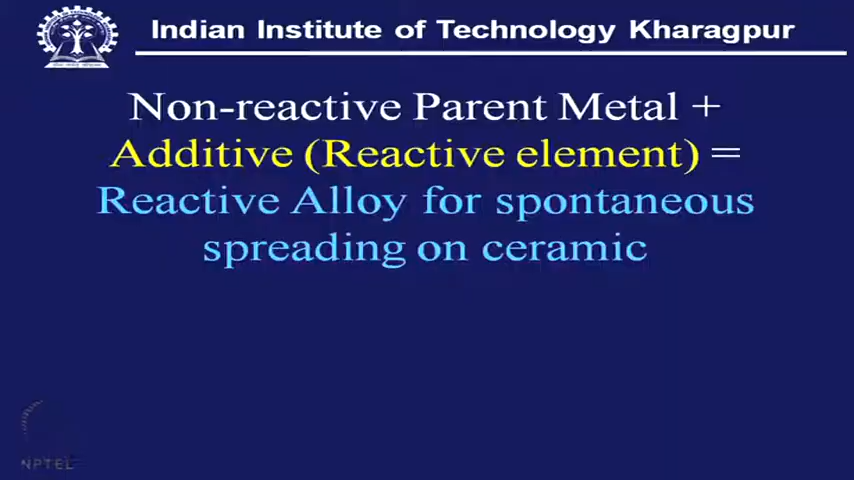 Indian Institute of Technology Kharagpur
Non-reactive Parent Metal +
Additive (Reactive element) =
Reactive Alloy for spontaneous
spreading on ceramic
NPTEL